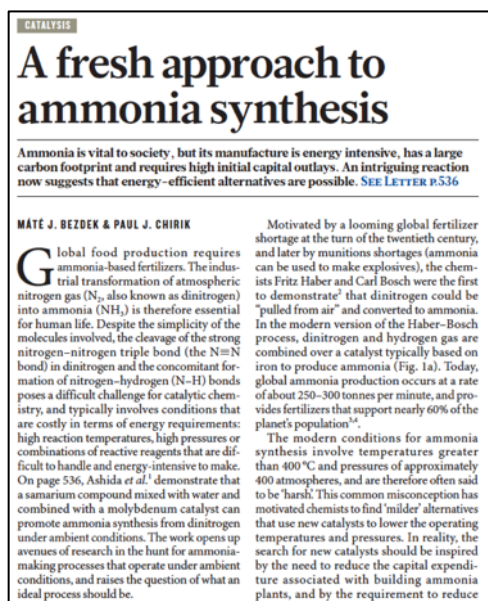 CATALYSIS
A fresh approach to
ammonia synthesis
Ammonia is vital to society, but its manufacture is energy intensive, has a large
carbon footprint and requires high initial capital outlays. An intriguing reaction
now suggests that energy-efficient alternatives are possible. SEE LETTER P.536
MÁTÉ J. BEZDEK & PAUL J. CHIRIK
Global food production requires
ammonia-based fertilizers. The indus-
trial transformation of atmospheric
nitrogen gas (N₂, also known as dinitrogen)
into ammonia (NH₃) is therefore essential
for human life. Despite the simplicity of the
molecules involved, the cleavage of the strong
nitrogen–nitrogen triple bond (the N≡N
bond) in dinitrogen and the concomitant for-
mation of nitrogen–hydrogen (N–H) bonds
poses a difficult challenge for catalytic chem-
istry, and typically involves conditions that
are costly in terms of energy requirements:
high reaction temperatures, high pressures or
combinations of reactive reagents that are dif-
ficult to handle and energy-intensive to make.
On page 536, Ashida et al.¹ demonstrate that
a samarium compound mixed with water and
combined with a molybdenum catalyst can
promote ammonia synthesis from dinitrogen
under ambient conditions. The work opens up
avenues of research in the hunt for ammonia-
making processes that operate under ambient
conditions, and raises the question of what an
ideal process should be.
Motivated by a looming global fertilizer
shortage at the turn of the twentieth century,
and later by munitions shortages (ammonia
can be used to make explosives), the chem-
ists Fritz Haber and Carl Bosch were the first
to demonstrate² that dinitrogen could be
“pulled from air” and converted to ammonia.
In the modern version of the Haber–Bosch
process, dinitrogen and hydrogen gas are
combined over a catalyst typically based on
iron to produce ammonia (Fig. 1a). Today,
global ammonia production occurs at a rate
of about 250–300 tonnes per minute, and pro-
vides fertilizers that support nearly 60% of the
planet’s population³,⁴.
The modern conditions for ammonia
synthesis involve temperatures greater
than 400 °C and pressures of approximately
400 atmospheres, and are therefore often said
to be ‘harsh’. This common misconception has
motivated chemists to find ‘milder’ alternatives
that use new catalysts to lower the operating
temperatures and pressures. In reality, the
search for new catalysts should be inspired
by the need to reduce the capital expendi-
ture associated with building ammonia
plants, and by the requirement to reduce